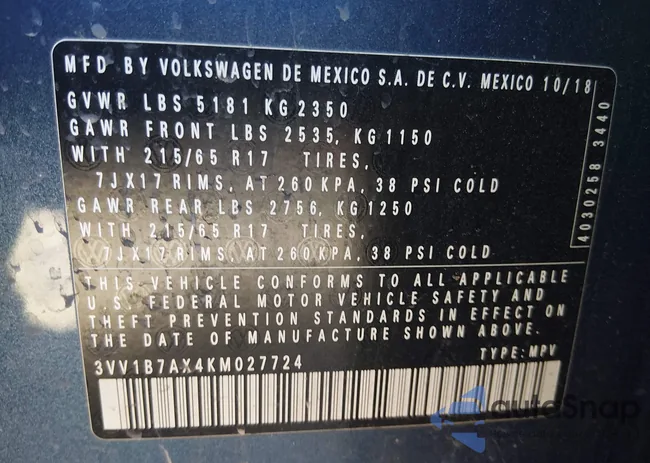 MFD BY VOLKSWAGEN DE MEXICO S.A. DE C.V. MEXICO 10/18
GVWR LBS 5181 KG 2350
GAWR FRONT LBS 2535, KG 1150
WITH 215/65 R17 TIRES,
7JX17 RIMS, AT 260 KPA, 38 PSI COLD
GAWR REAR LBS 2756, KG 1250
WITH 215/65 R17 TIRES,
7JX17 RIMS, AT 260 KPA, 38 PSI COLD
THIS VEHICLE CONFORMS TO ALL APPLICABLE
U.S. FEDERAL MOTOR VEHICLE SAFETY AND
THEFT PREVENTION STANDARDS IN EFFECT ON
THE DATE OF MANUFACTURE SHOWN ABOVE.
3VV1B7AX4KM027724 TYPE: MPV
4030258 3440
autoSnap